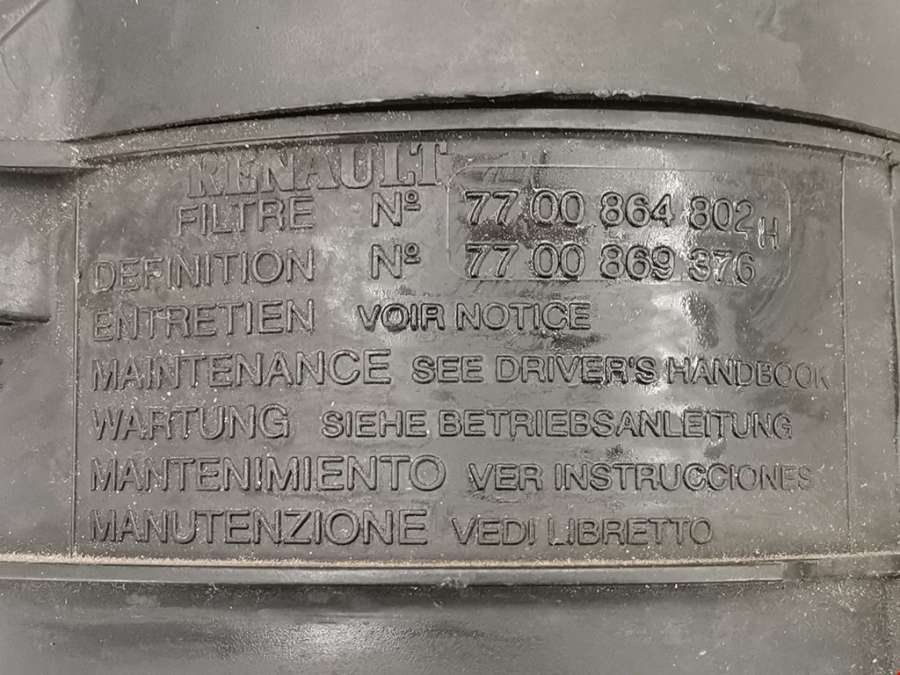 RENAULT
FILTRE Nº 77 00 864 802 H
DEFINITION Nº 77 00 869 376
ENTRETIEN VOIR NOTICE
MAINTENANCE SEE DRIVER'S HANDBOOK
WARTUNG SIEHE BETRIEBSANLEITUNG
MANTENIMIENTO VER INSTRUCCIONES
MANUTENZIONE VEDI LIBRETTO